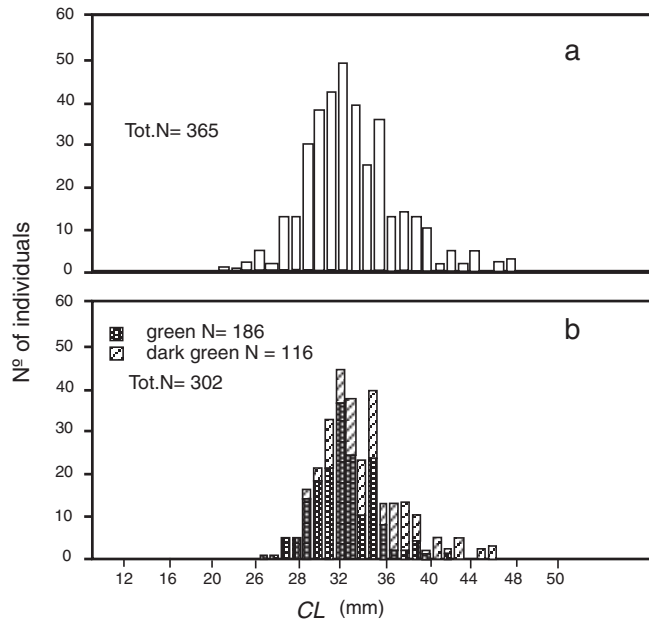 60
50
40
30
20
10
0
a
Tot.N= 365
Nº of individuals
60
50
40
30
20
10
0
b
green N= 186
dark green N = 116
Tot.N= 302
12 16 20 28 32 36 40 44 48 50
CL (mm)